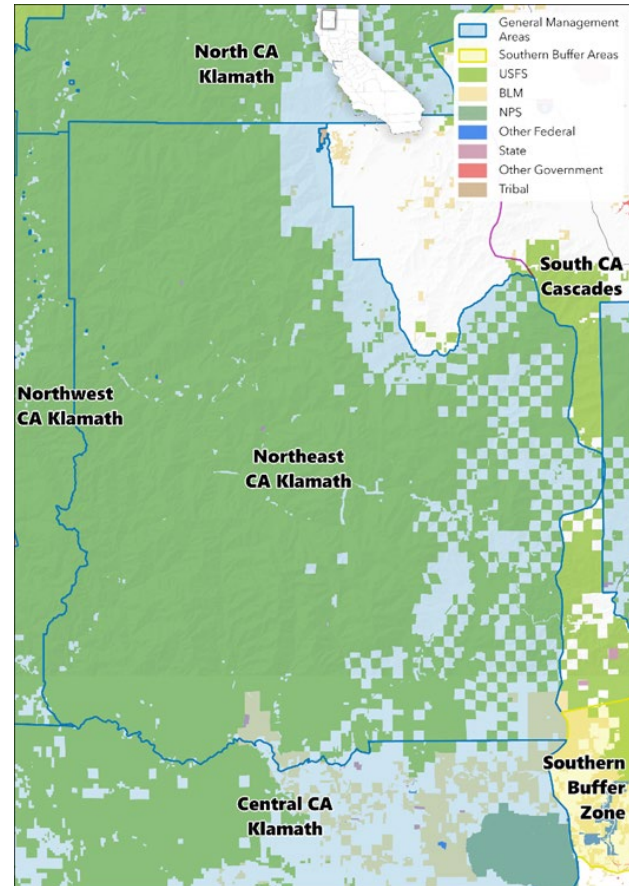 North CA
Klamath
General Management
Areas
Southern Buffer Areas
USFS
BLM
NPS
Other Federal
State
Other Government
Tribal
South CA
Cascades
Northwest
CA Klamath
Northeast
CA Klamath
Southern
Buffer
Zone
Central CA
Klamath